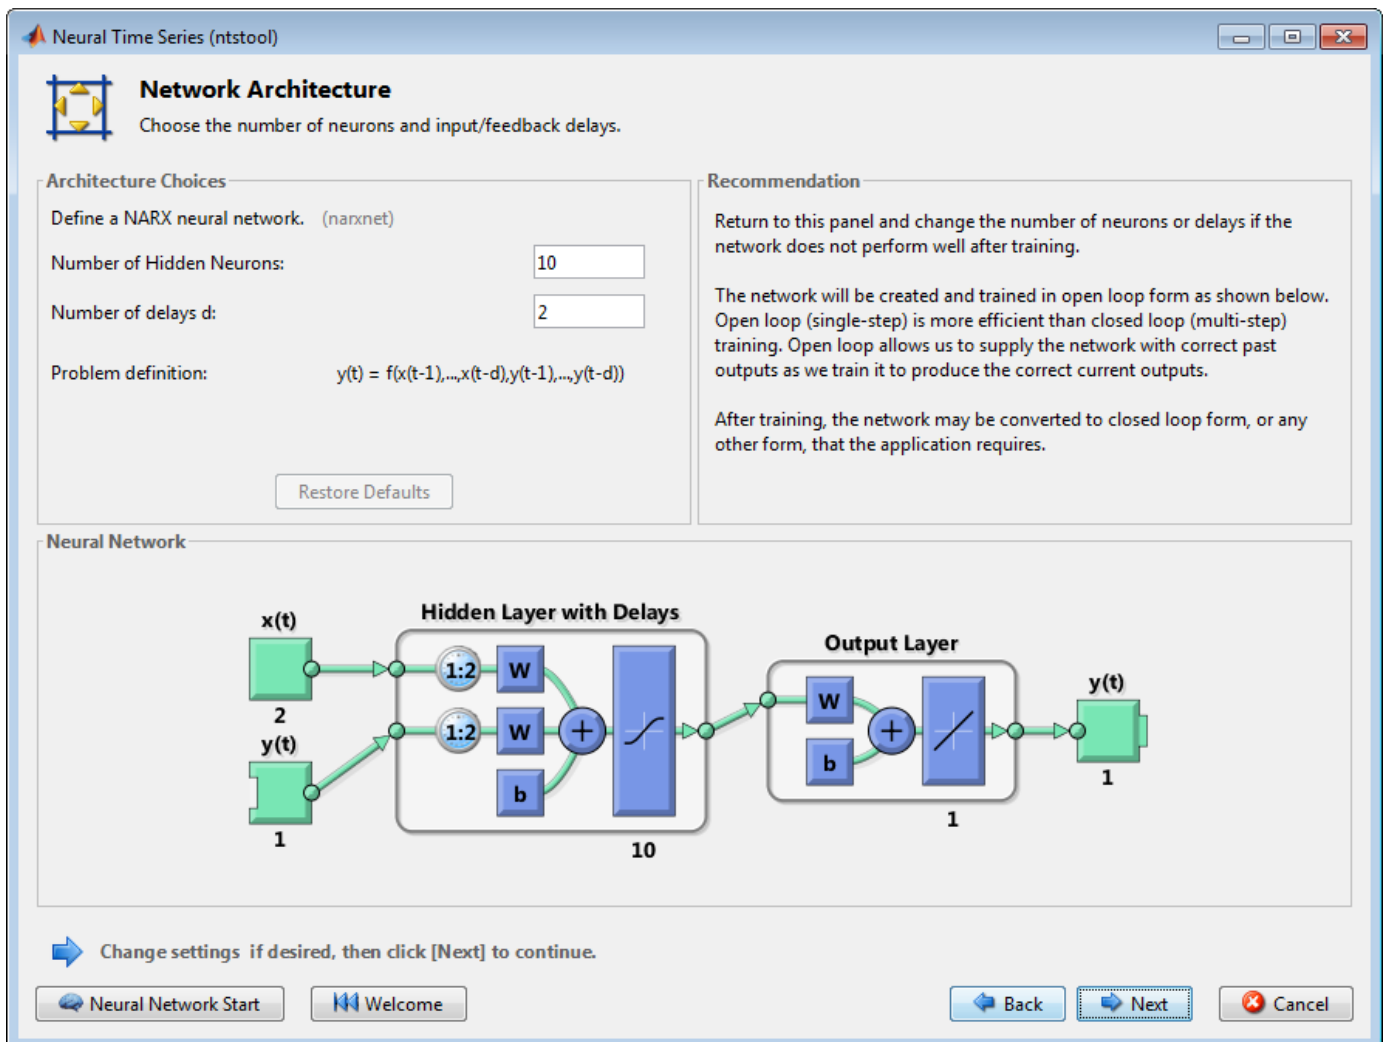 Neural Time Series (ntstool)
Network Architecture
Choose the number of neurons and input/feedback delays.
Architecture Choices
Define a NARX neural network. (narxnet)
Number of Hidden Neurons: 10
Number of delays d: 2
Problem definition: y(t) = f(x(t-1),...,x(t-d),y(t-1),...,y(t-d))
Restore Defaults
Recommendation
Return to this panel and change the number of neurons or delays if the
network does not perform well after training.
The network will be created and trained in open loop form as shown below.
Open loop (single-step) is more efficient than closed loop (multi-step)
training. Open loop allows us to supply the network with correct past
outputs as we train it to produce the correct current outputs.
After training, the network may be converted to closed loop form, or any
other form, that the application requires.
Neural Network
x(t)
2
y(t)
1
Hidden Layer with Delays
1:2 W
1:2 W +
b
10
Output Layer
W
+
b
1
y(t)
1
Change settings if desired, then click [Next] to continue.
Neural Network Start Welcome Back Next Cancel